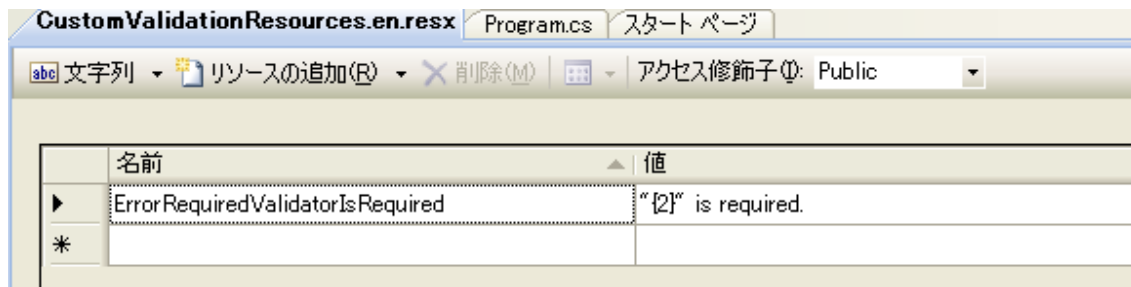 CustomValidationResources.en.resx Program.cs スタート ページ
abc 文字列 リソースの追加(R) 削除(M) アクセス修飾子(I): Public
名前 値
ErrorRequiredValidatorIsRequired "{2}" is required.